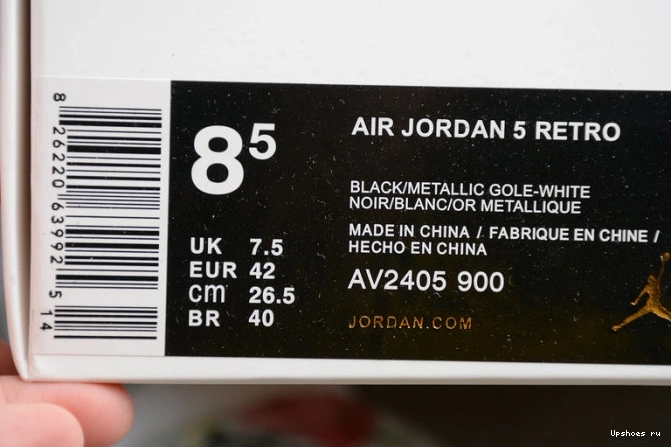 8 26220 63992 5 14
8 5
AIR JORDAN 5 RETRO
BLACK/METALLIC GOLE-WHITE
NOIR/BLANC/OR METALLIQUE
MADE IN CHINA / FABRIQUE EN CHINE /
HECHO EN CHINA
UK 7.5
EUR 42
cm 26.5
BR 40
AV2405 900
JORDAN.COM
Upshoes ru